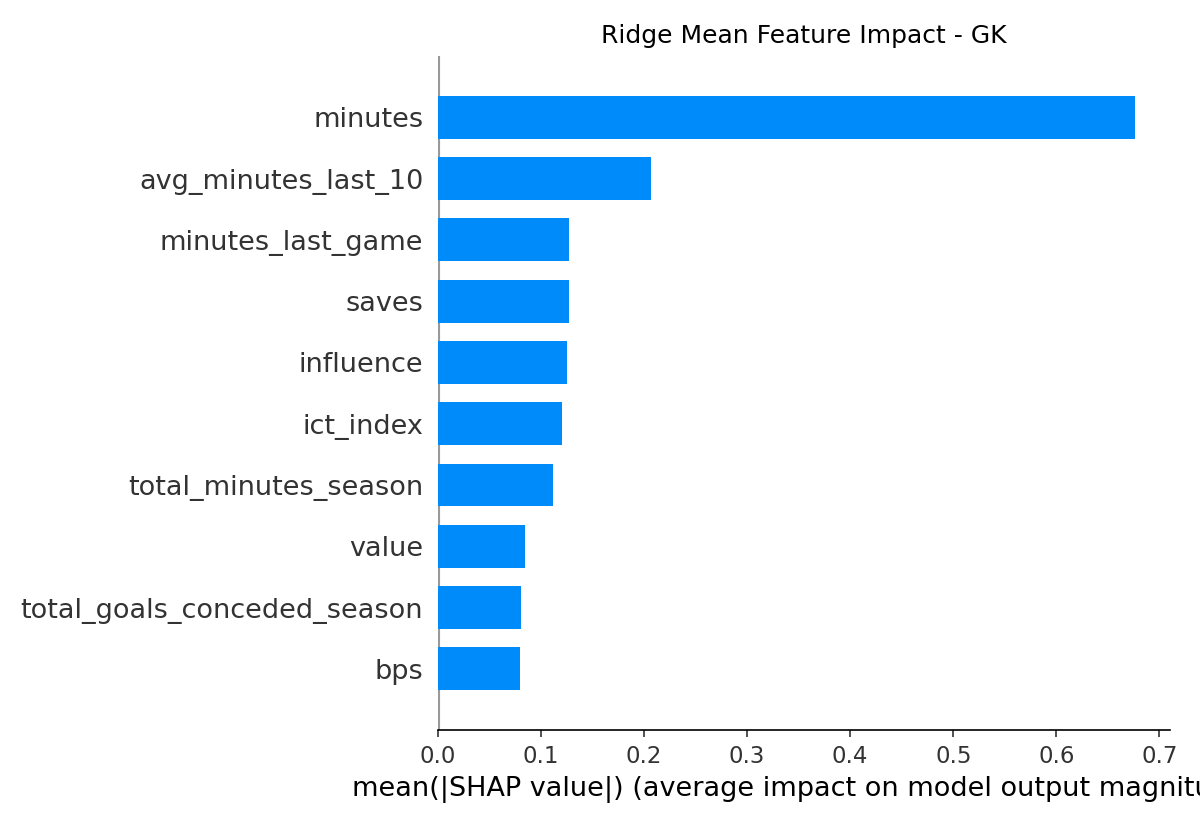 Ridge Mean Feature Impact - GK
minutes
avg_minutes_last_10
minutes_last_game
saves
influence
ict_index
total_minutes_season
value
total_goals_conceded_season
bps
0.0 0.1 0.2 0.3 0.4 0.5 0.6 0.7
mean(|SHAP value|) (average impact on model output magnitu